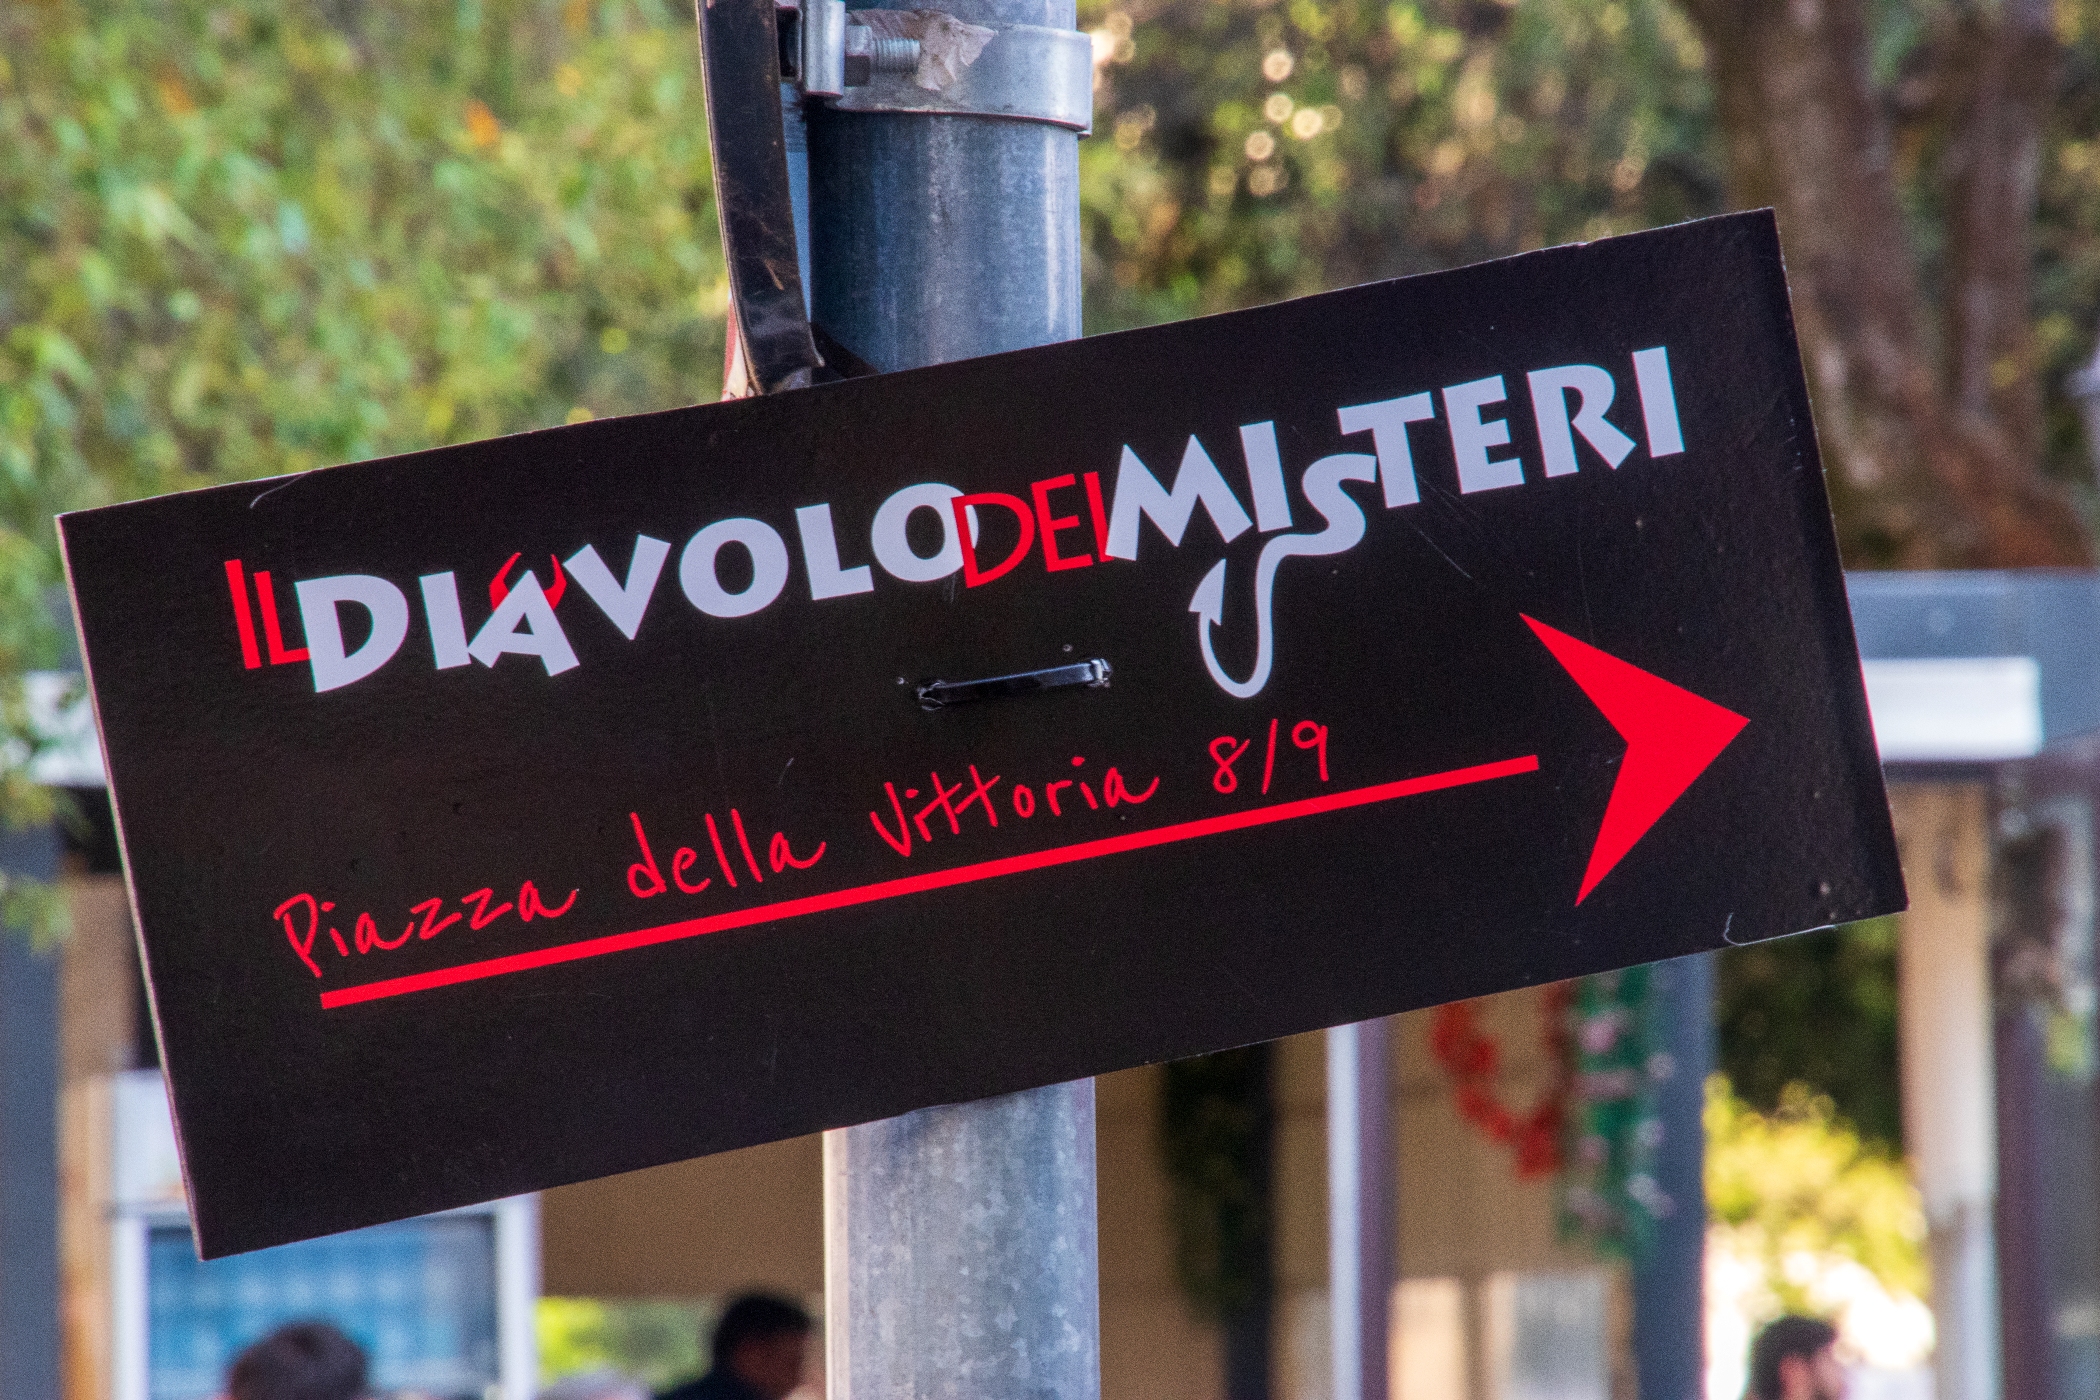 IL DIAVOLO DEI MISTERI
Piazza della Vittoria 8/9